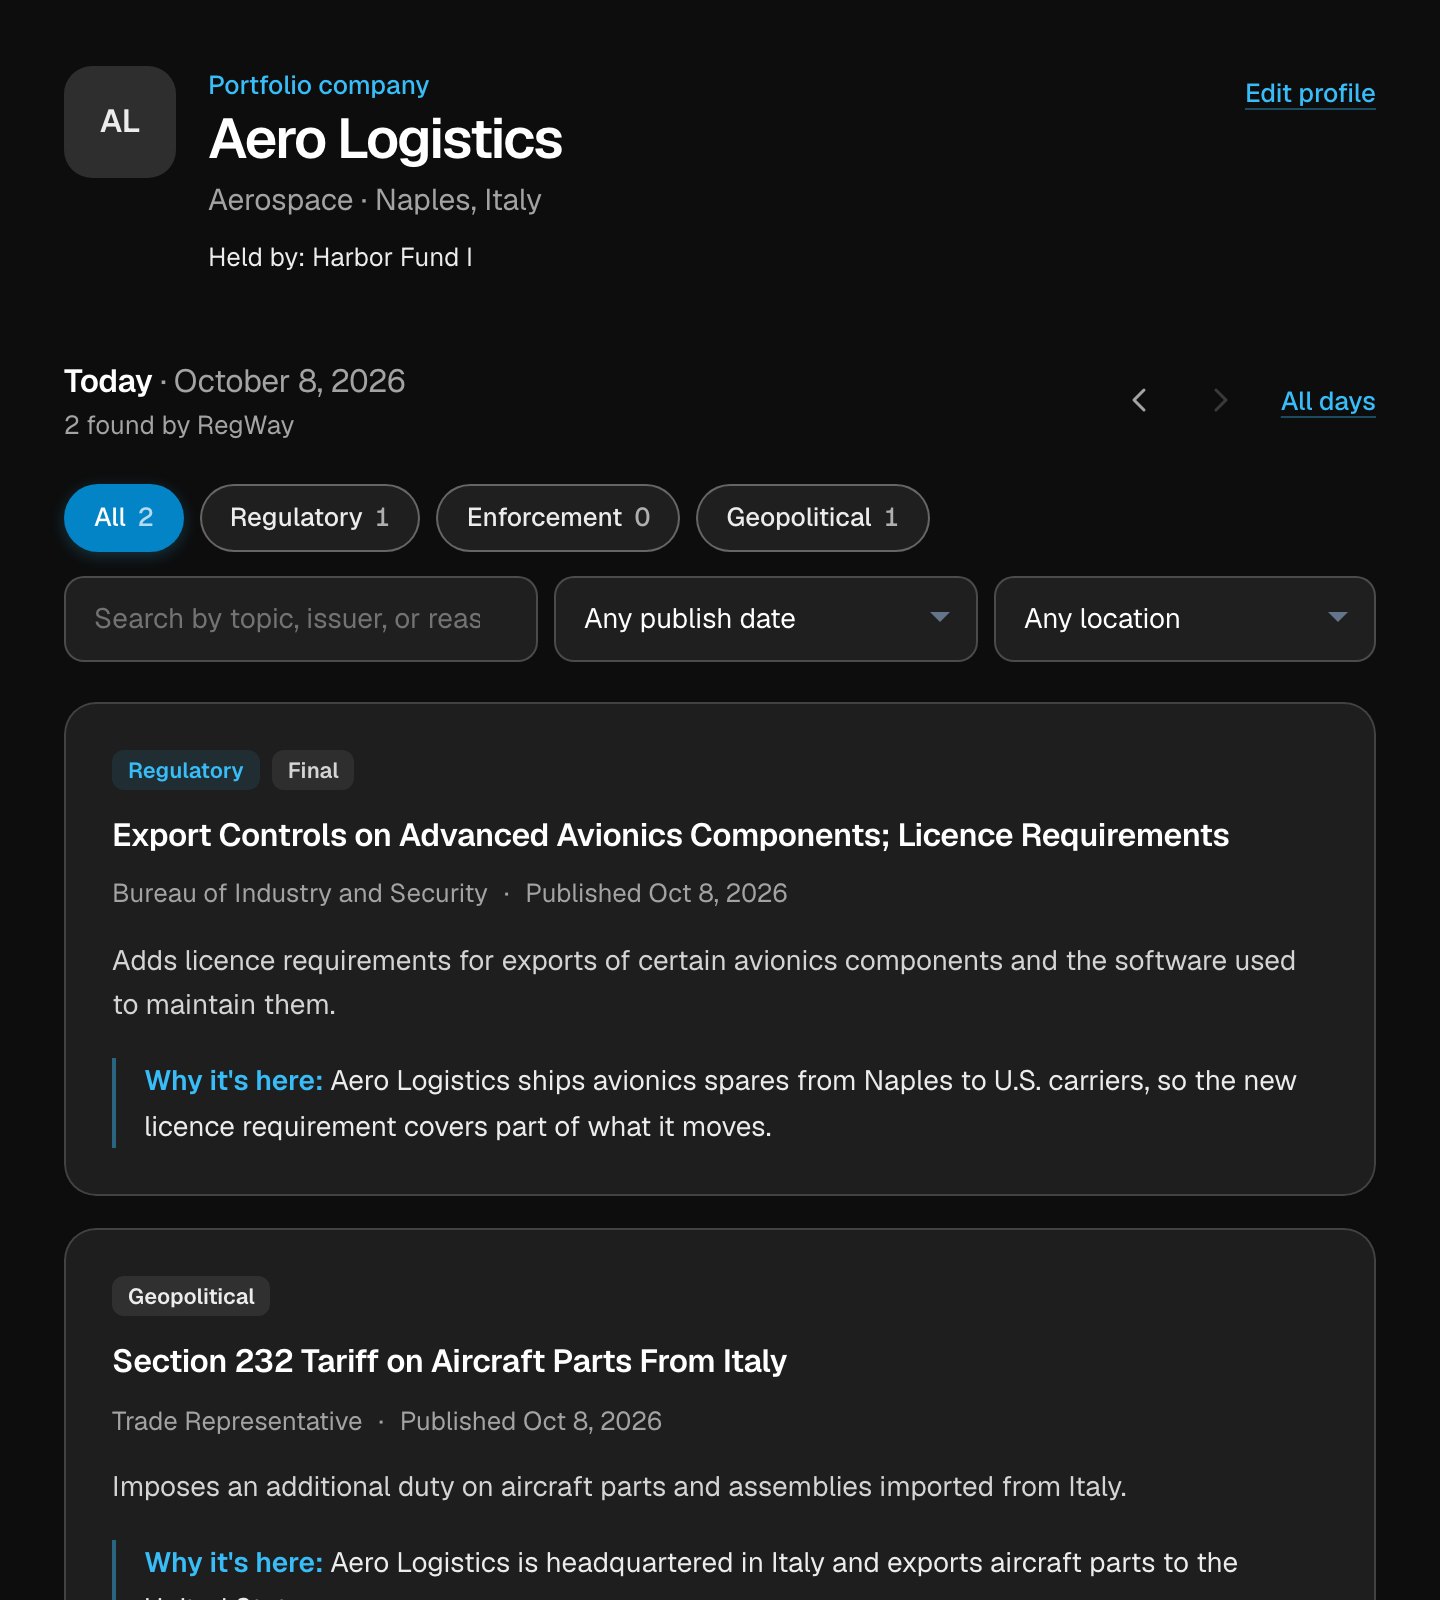 AL
Portfolio company
Aero Logistics
Aerospace · Naples, Italy
Held by: Harbor Fund I
Edit profile
Today · October 8, 2026
2 found by RegWay
All days
All 2
Regulatory 1
Enforcement 0
Geopolitical 1
Search by topic, issuer, or reas
Any publish date
Any location
Regulatory
Final
Export Controls on Advanced Avionics Components; Licence Requirements
Bureau of Industry and Security · Published Oct 8, 2026
Adds licence requirements for exports of certain avionics components and the software used
to maintain them.
Why it's here: Aero Logistics ships avionics spares from Naples to U.S. carriers, so the new
licence requirement covers part of what it moves.
Geopolitical
Section 232 Tariff on Aircraft Parts From Italy
Trade Representative · Published Oct 8, 2026
Imposes an additional duty on aircraft parts and assemblies imported from Italy.
Why it's here: Aero Logistics is headquartered in Italy and exports aircraft parts to the